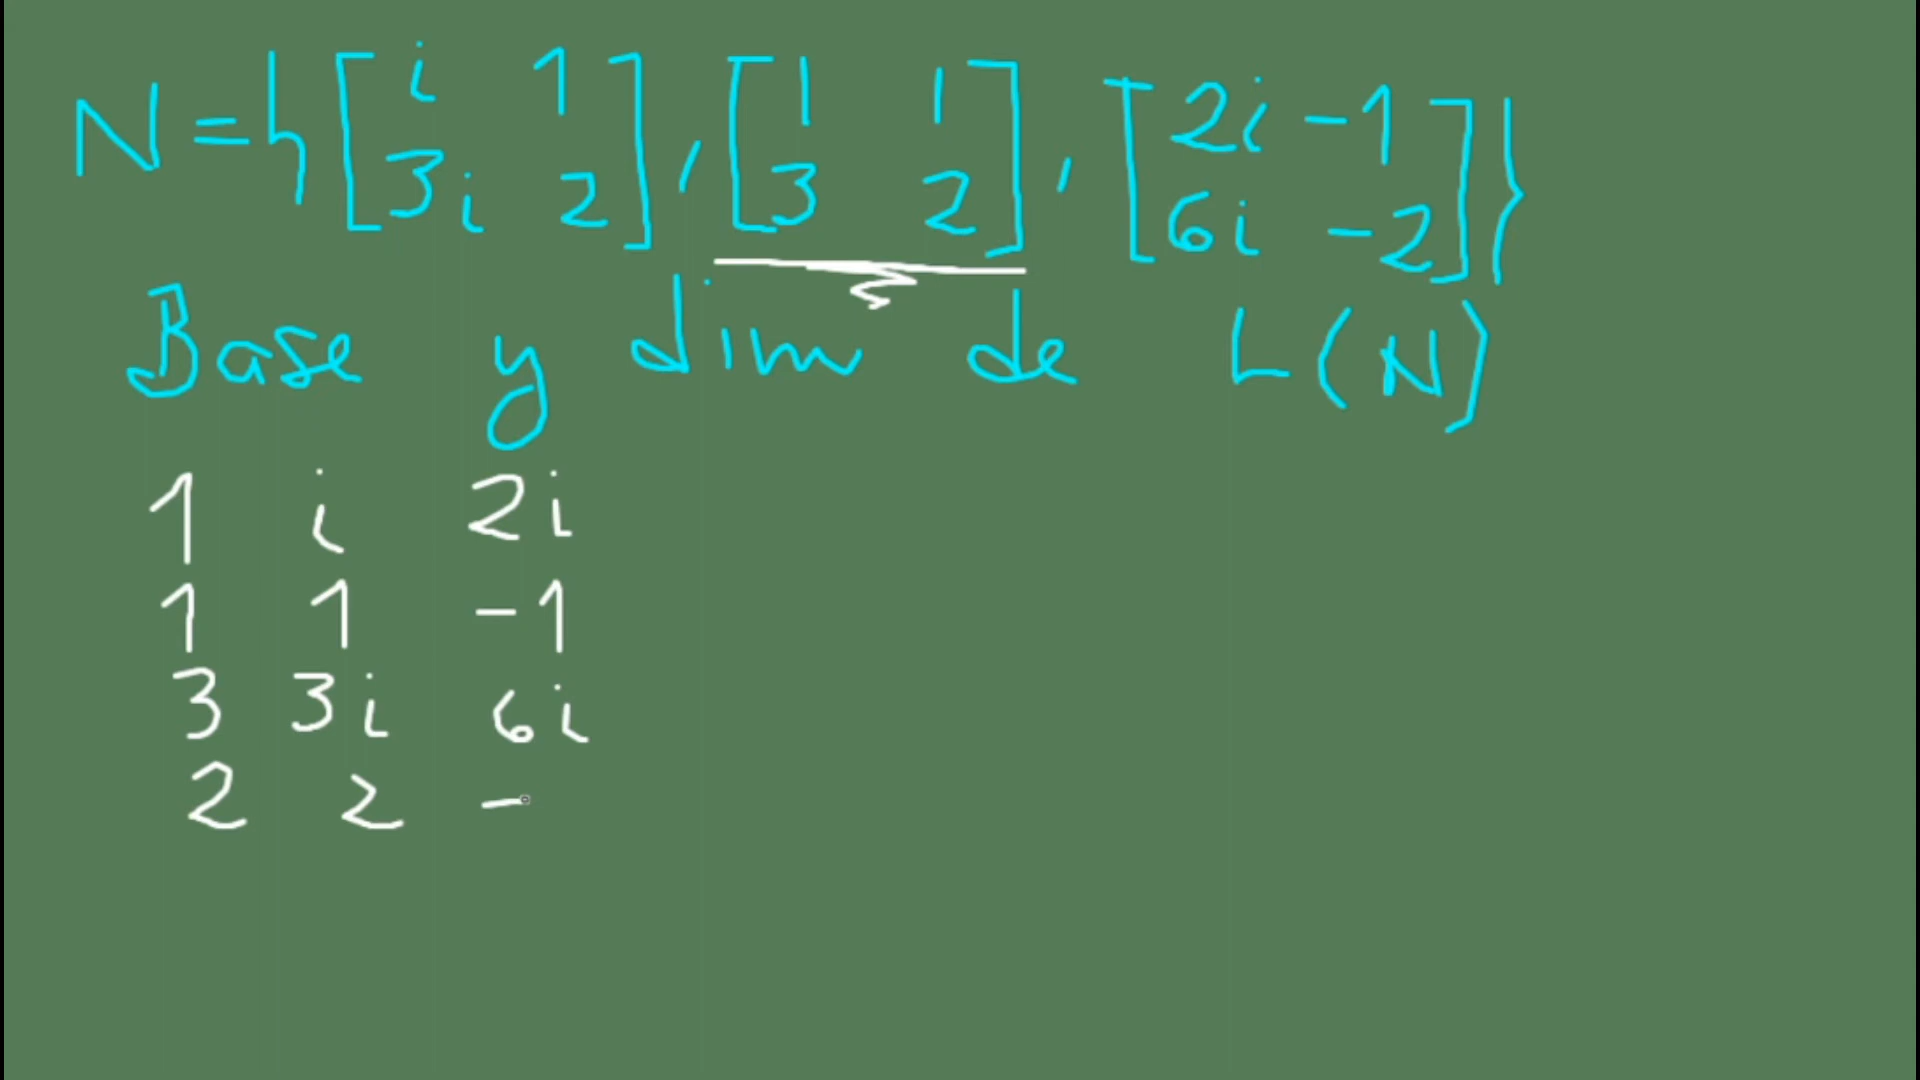 N={[i 1 3i 2], [1 1 3 2], [2i -1 6i -2]}
Base y dim de L(N)
1 i 2i
1 1 -1
3 3i 6i
2 2 -